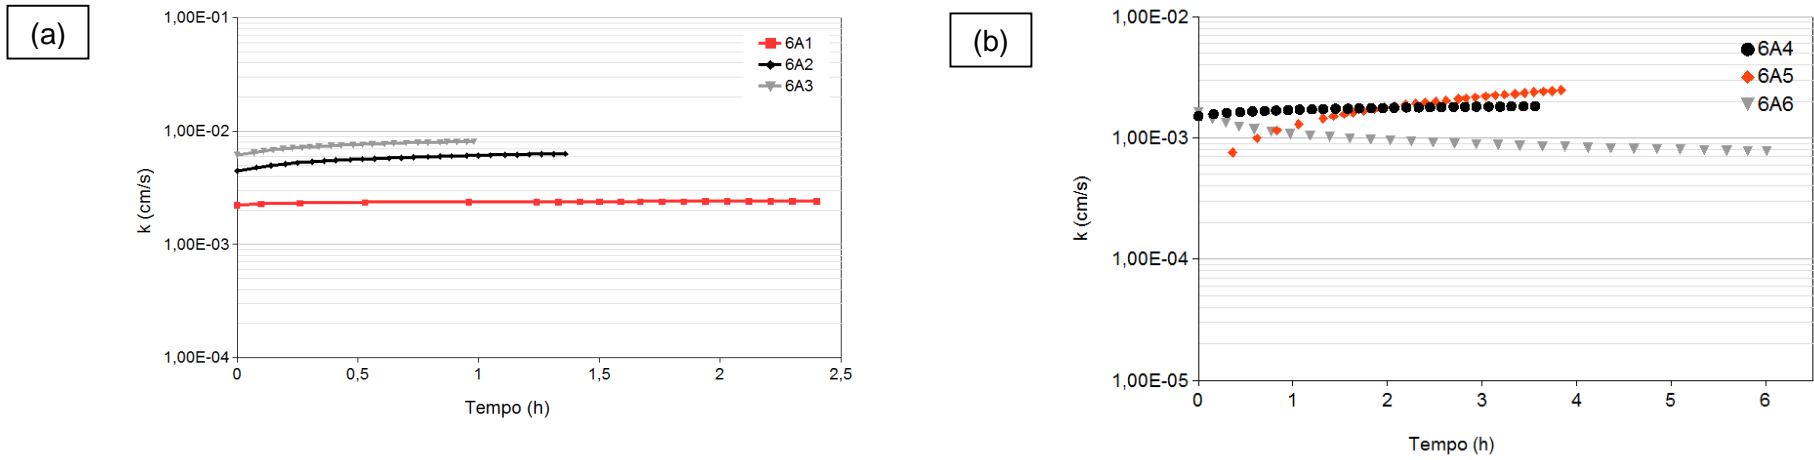 (a)
1,00E-01
1,00E-02
1,00E-03
1,00E-04
k (cm/s)
0
0,5
1
1,5
2
2,5
Tempo (h)
6A1
6A2
6A3
(b)
1,00E-02
1,00E-03
1,00E-04
1,00E-05
k (cm/s)
0
1
2
3
4
5
6
Tempo (h)
6A4
6A5
6A6